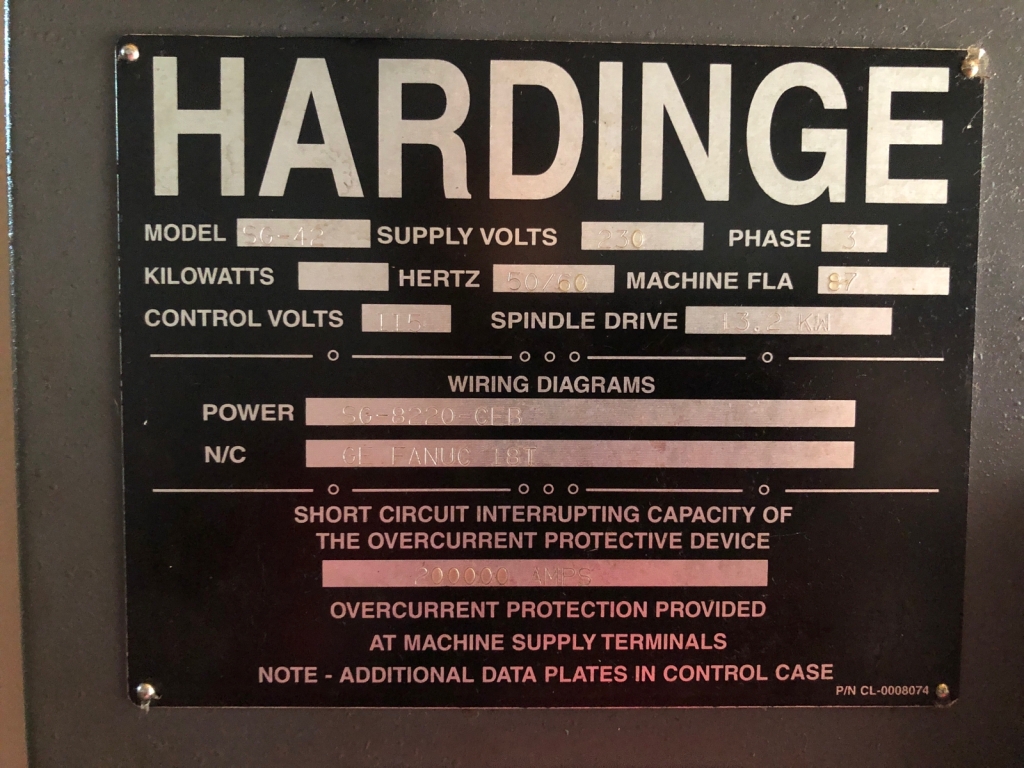 HARDINGE
MODEL SG-42 SUPPLY VOLTS 230 PHASE 3
KILOWATTS HERTZ 50/60 MACHINE FLA 87
CONTROL VOLTS 115 SPINDLE DRIVE 13.2 KW
WIRING DIAGRAMS
POWER SG-8220-CEB
N/C GE FANUC 18I
SHORT CIRCUIT INTERRUPTING CAPACITY OF
THE OVERCURRENT PROTECTIVE DEVICE
200000 AMPS
OVERCURRENT PROTECTION PROVIDED
AT MACHINE SUPPLY TERMINALS
NOTE - ADDITIONAL DATA PLATES IN CONTROL CASE
P/N CL-0008074